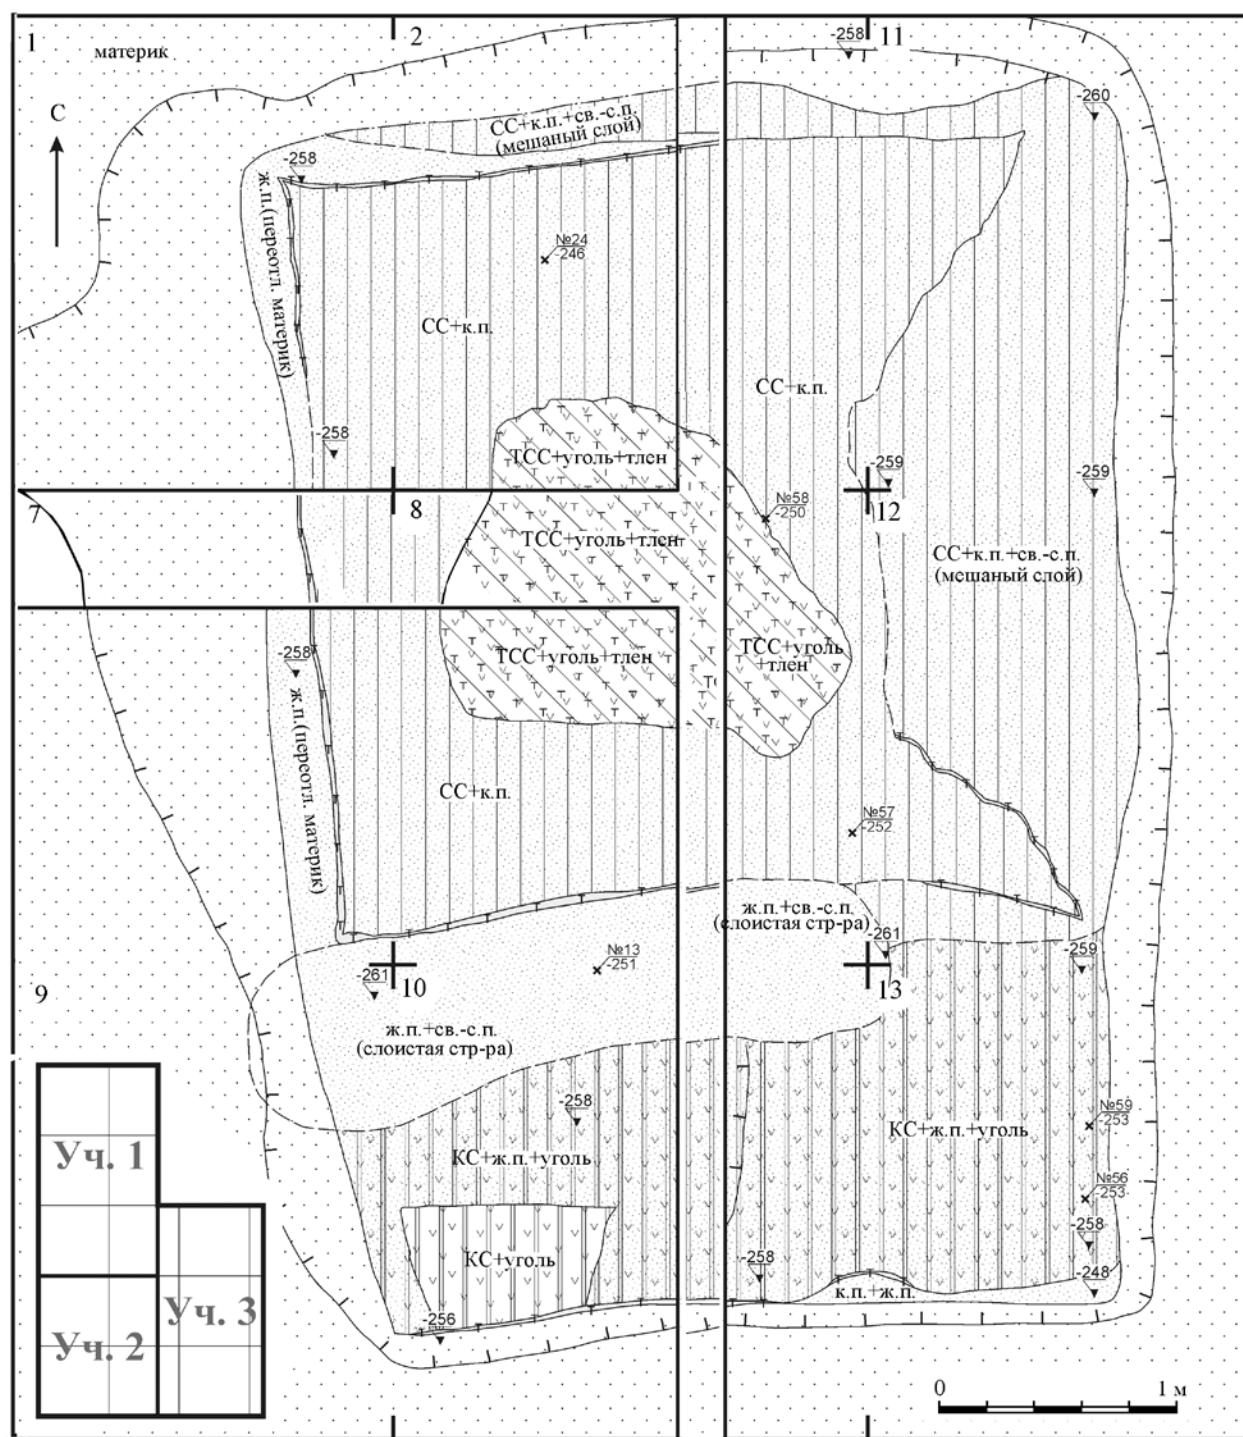 1
материк
2
-258
11
С
СС+к.п.+св.-с.п.
(мешаный слой)
-260
-258
ж.п.(переотл. материк)
№24
-246
СС+к.п.
СС+к.п.
-258
ТСС+уголь+тлен
-259
-259
7
8
№58
-250
12
ТСС+уголь+тлен
СС+к.п.+св.-с.п.
(мешаный слой)
-258
ТСС+уголь+тлен
ТСС+уголь
+тлен
ж.п.(переотл. материк)
СС+к.п.
№57
-252
ж.п.+св.-с.п.
(слоистая стр-ра)
-261
№13
-251
-259
-261
9
10
13
ж.п.+св.-с.п.
(слоистая стр-ра)
-258
№59
-253
КС+ж.п.+уголь
Уч. 1
КС+ж.п.+уголь
№56
-253
-258
КС+уголь
-258
-248
к.п.+ж.п.
Уч. 3
-256
Уч. 2
0
1 м